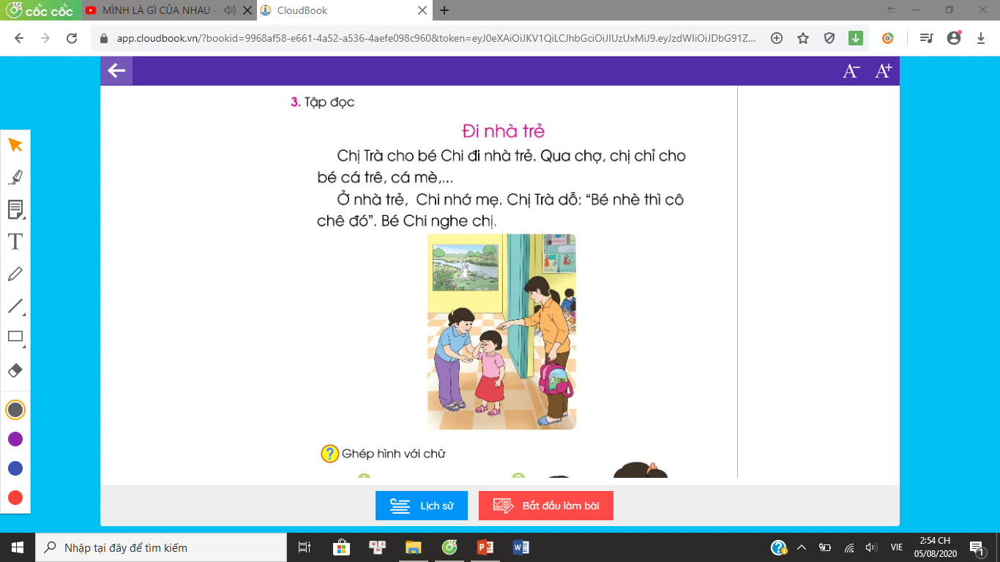 cốc cốc
MÌNH LÀ GÌ CỦA NHAU -
CloudBook
app.cloudbook.vn/?bookid=9968af58-e661-4a52-a536-4aefe098c960&token=eyJ0eXAiOiJKV1QiLCJhbGciOiJIUzUxMiJ9.eyJzdWIiOiJDbG91Z...
A- A+
3. Tập đọc
Đi nhà trẻ
Chị Trà cho bé Chi đi nhà trẻ. Qua chợ, chị chỉ cho
bé cá trê, cá mè,...
Ở nhà trẻ, Chi nhớ mẹ. Chị Trà dỗ: “Bé nhè thì cô
chê đó”. Bé Chi nghe chị.
T
? Ghép hình với chữ
Lịch sử
Bắt đầu làm bài
Nhập tại đây để tìm kiếm
VIE
2:54 CH
05/08/2020
1